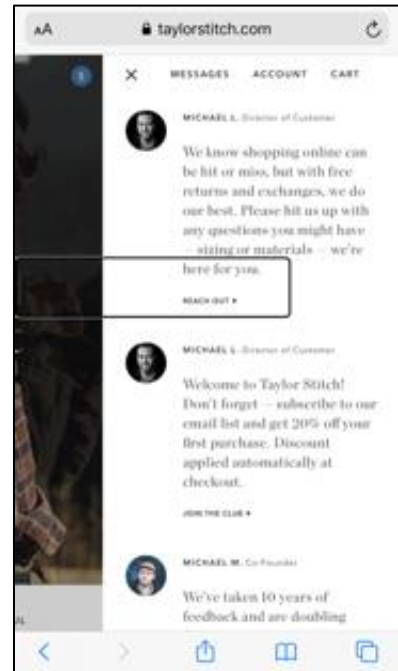 AA taylorstitch.com
MESSAGES ACCOUNT CART
MICHAEL L. Director of Customer
We know shopping online can
be hit or miss, but with free
returns and exchanges, we do
our best. Please hit us up with
any questions you might have
— sizing or materials — we're
here for you.
REACH OUT
MICHAEL L. Director of Customer
Welcome to Taylor Stitch!
Don't forget — subscribe to our
email list and get 20% off your
first purchase. Discount
applied automatically at
checkout.
JOIN THE CLUB
MICHAEL M. Co-Founder
We've taken 10 years of
feedback and are doubling